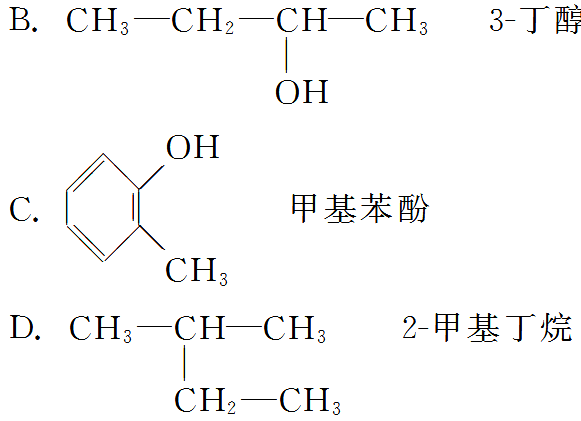 B. CH₃—CH₂—CH—CH₃ 3-丁醇
OH
OH
C. 甲基苯酚
CH₃
D. CH₃—CH—CH₃ 2-甲基丁烷
CH₂—CH₃